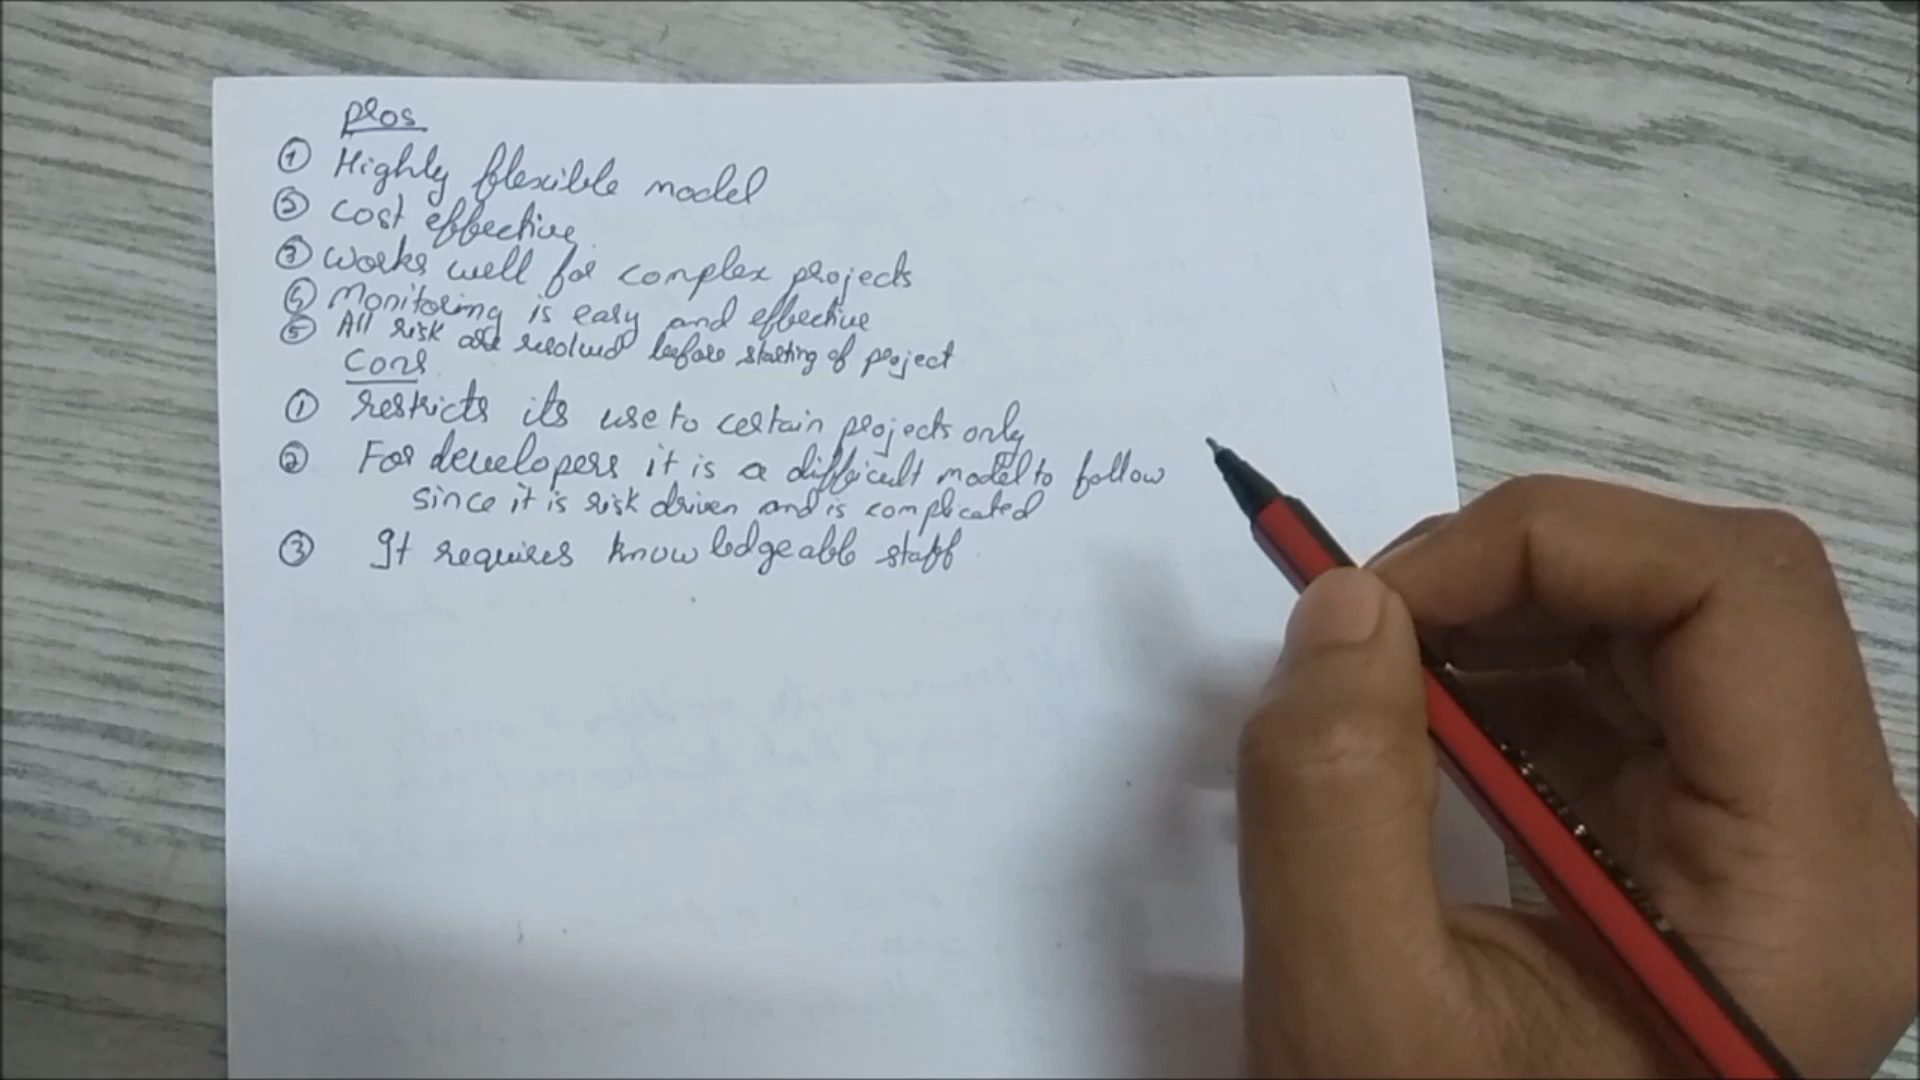 Pros
① Highly flexible model
② cost effective
③ works well for complex projects
④ Monitoring is easy and effective
⑤ All risk are resolved before starting of project
Cons
① restricts its use to certain projects only
② For developers it is a difficult model to follow
since it is risk driven and is complicated
③ It requires knowledgeable staff